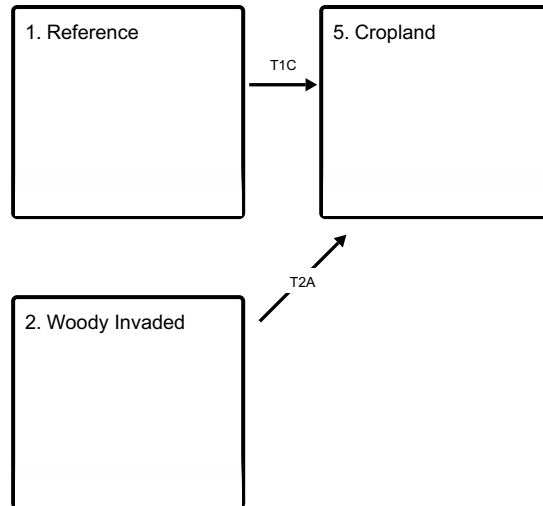 1. Reference
5. Cropland
T1C
T2A
2. Woody Invaded